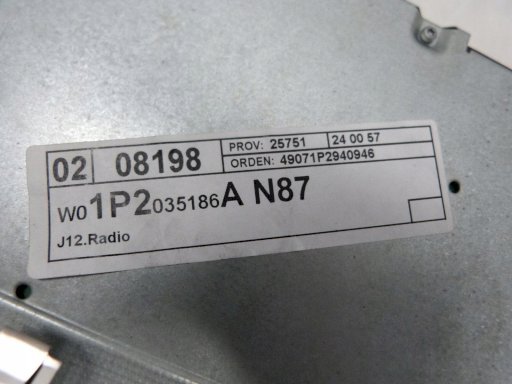 02 08198 PROV: 25751 24 00 57
ORDEN: 49071P2940946
W01P2035186A N87
J12.Radio